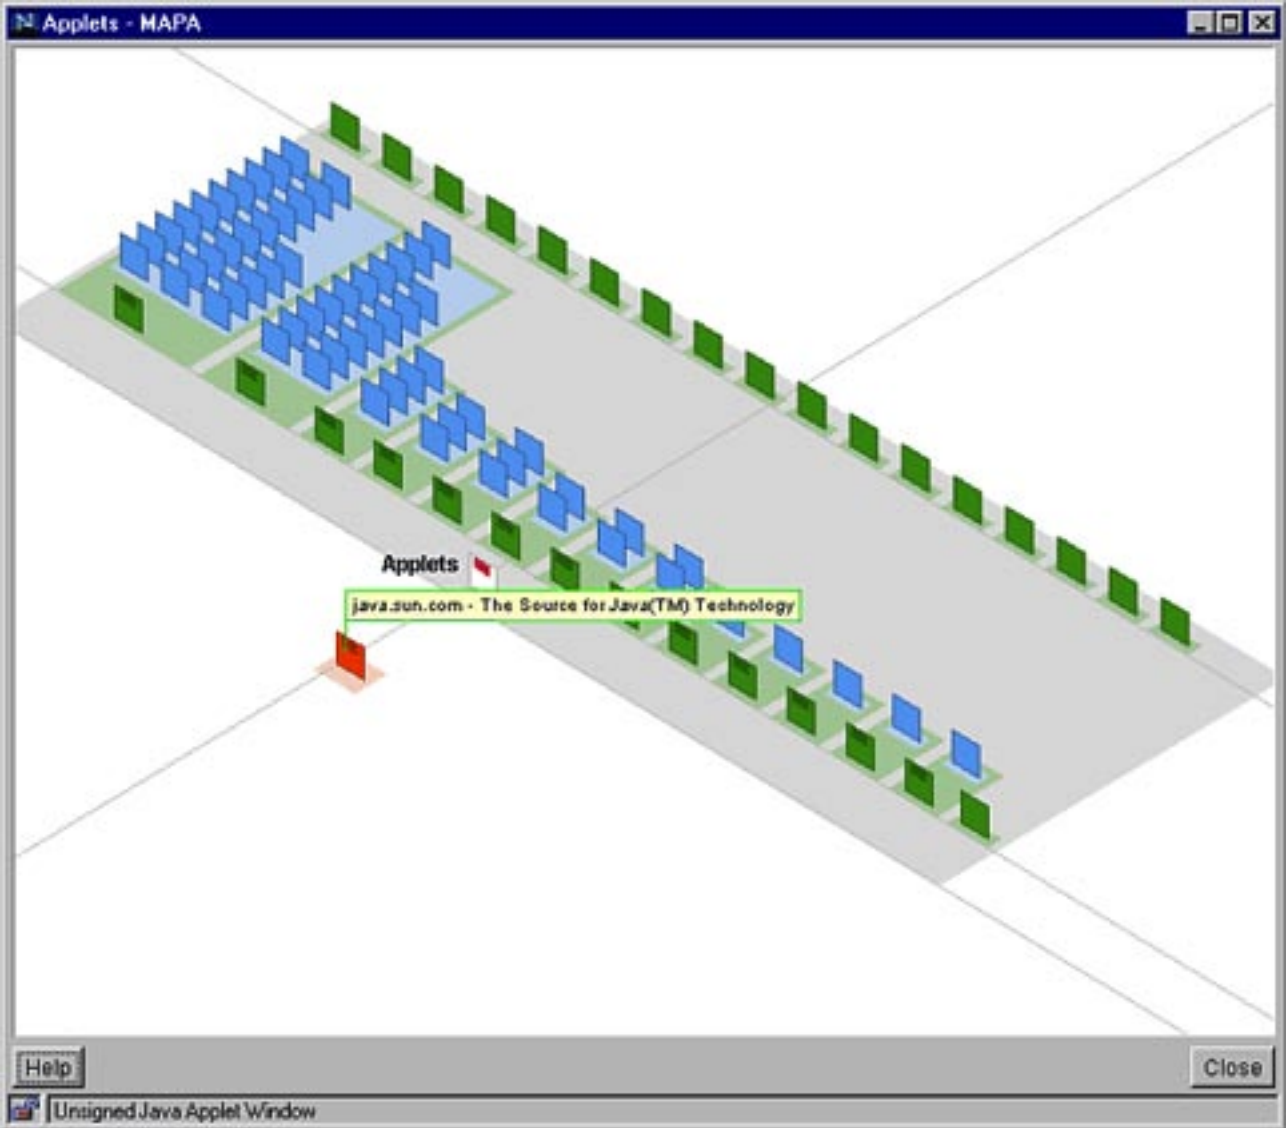 Applets - MAPA
Applets
java.sun.com - The Source for Java(TM) Technology
Help
Close
Unsigned Java Applet Window